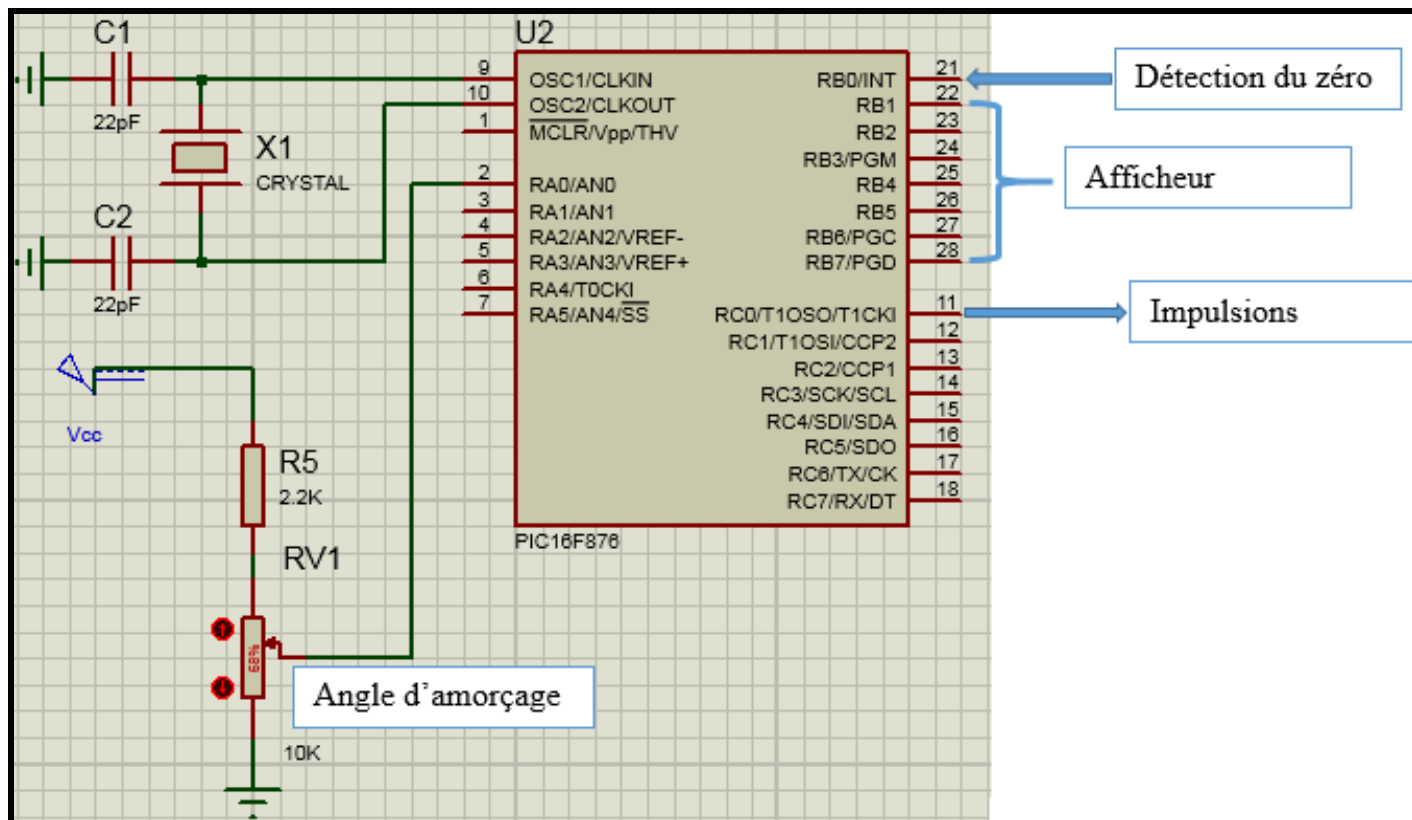 C1
22pF
X1
CRYSTAL
C2
22pF
Vcc
R5
2.2K
RV1
68%
10K
Angle d’amorçage
U2
9 OSC1/CLKIN
10 OSC2/CLKOUT
1 MCLR/Vpp/THV
2 RA0/AN0
3 RA1/AN1
4 RA2/AN2/VREF-
5 RA3/AN3/VREF+
6 RA4/T0CKI
7 RA5/AN4/SS
RB0/INT 21
RB1 22
RB2 23
RB3/PGM 24
RB4 25
RB5 26
RB6/PGC 27
RB7/PGD 28
RC0/T1OSO/T1CKI 11
RC1/T1OSI/CCP2 12
RC2/CCP1 13
RC3/SCK/SCL 14
RC4/SDI/SDA 15
RC5/SDO 16
RC6/TX/CK 17
RC7/RX/DT 18
PIC16F876
Détection du zéro
Afficheur
Impulsions